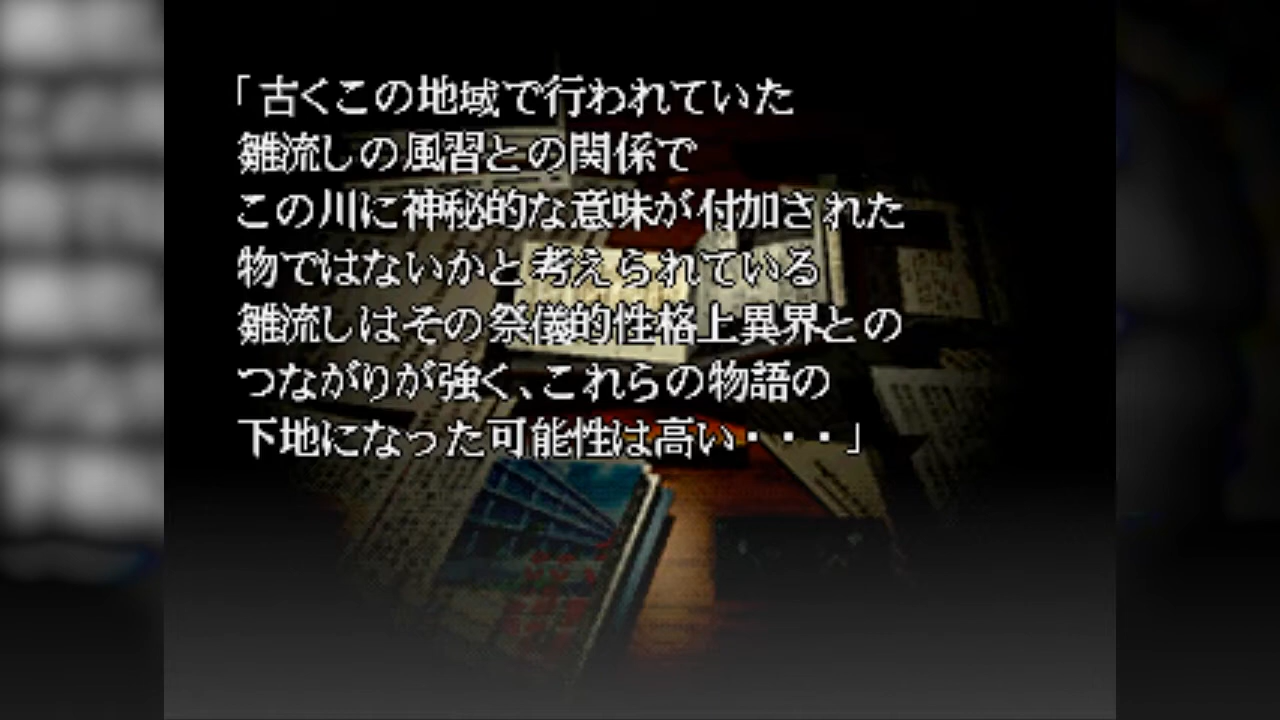 「古くこの地域で行われていた
雛流しの風習との関係で
この川に神秘的な意味が付加された
物ではないかと考えられている
雛流しはその祭儀的性格上異界との
つながりが強く、これらの物語の
下地になった可能性は高い・・・」